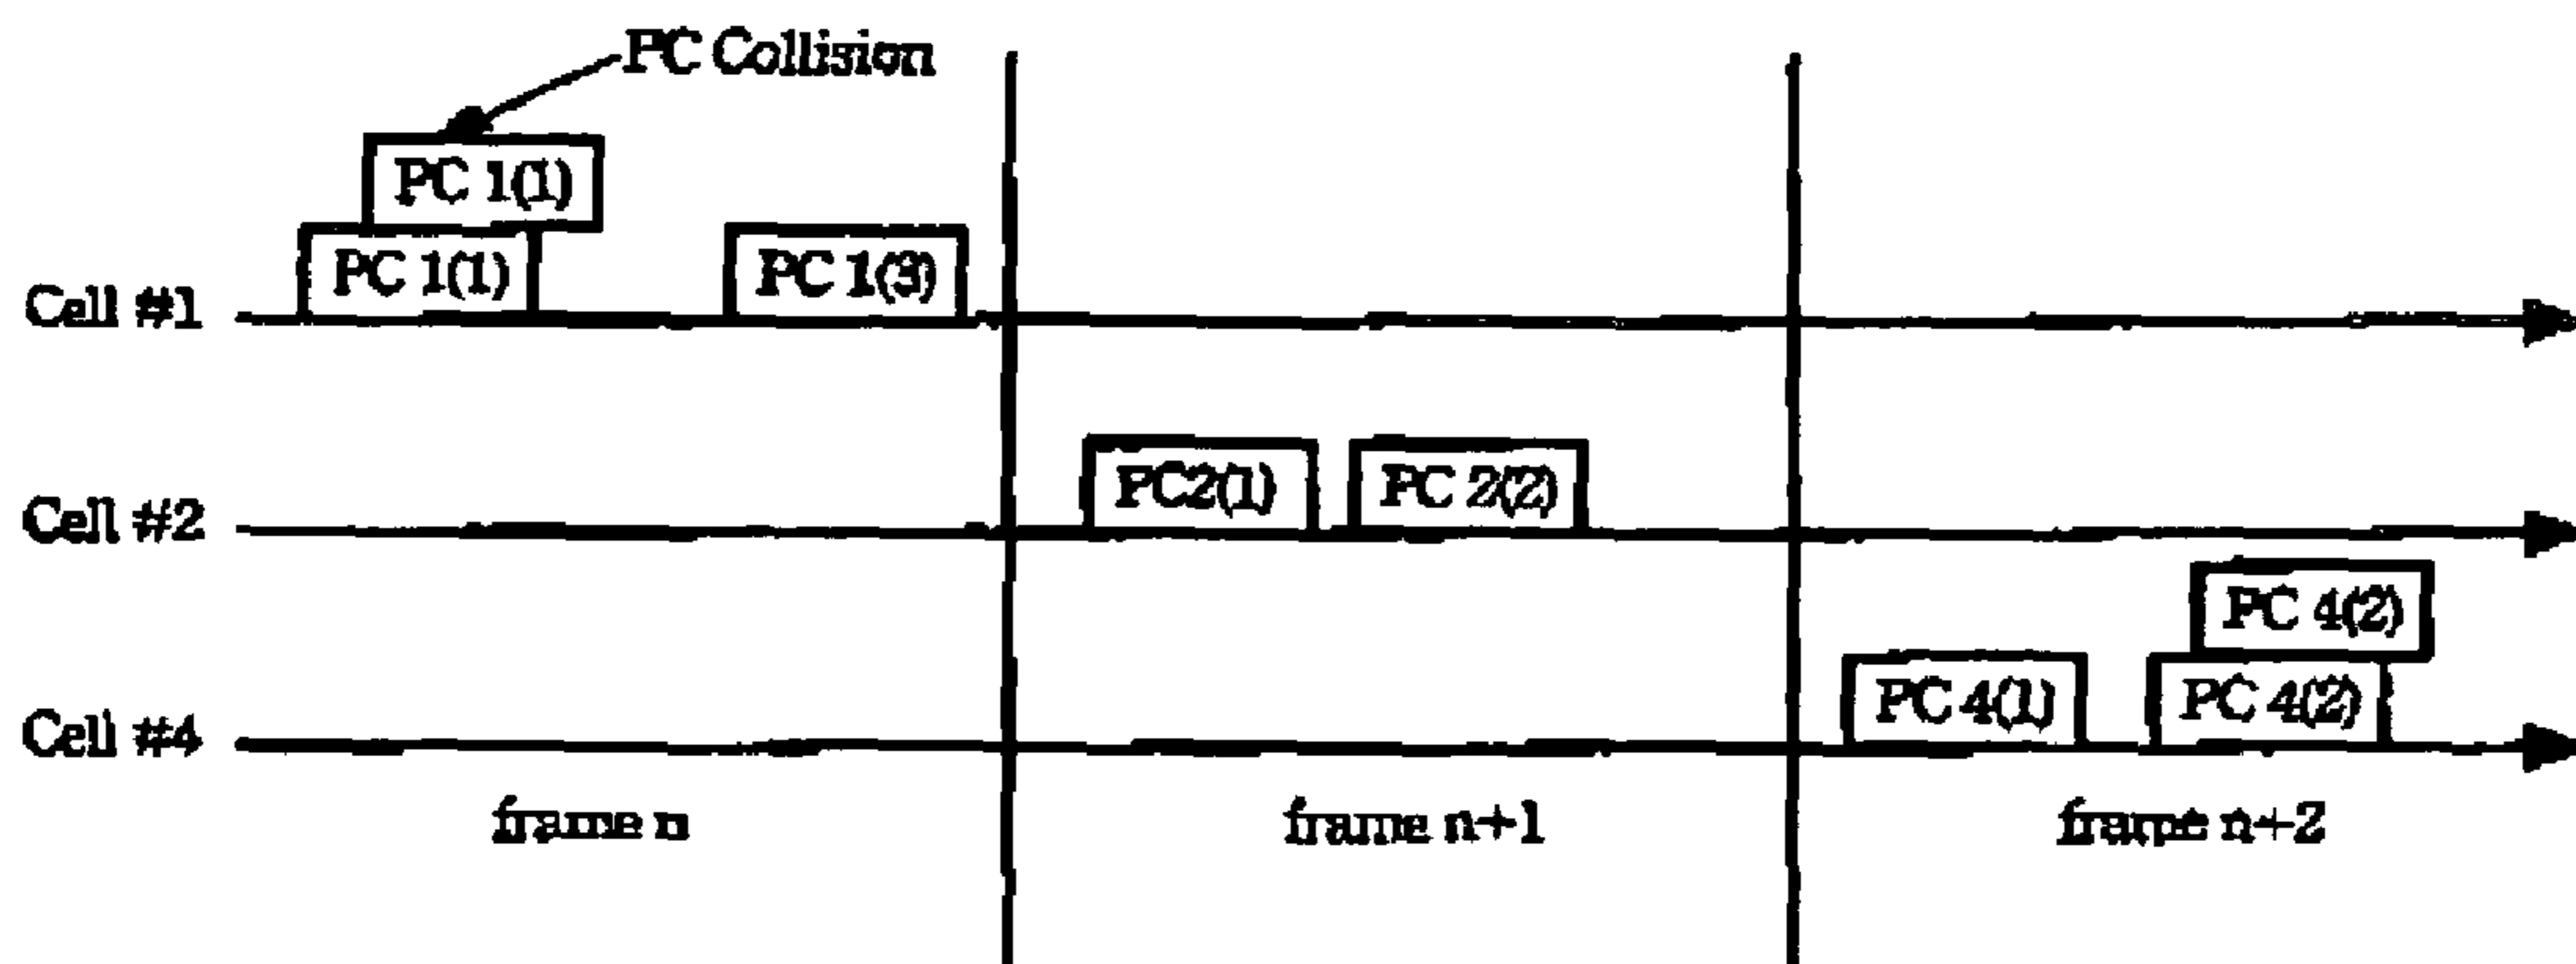 PC Collision
PC 1(1)
PC 1(1)
PC 1(3)
Cell #1
PC2(1)
PC 2(2)
Cell #2
PC 4(2)
PC 4(1)
PC 4(2)
Cell #4
frame n
frame n+1
frame n+2